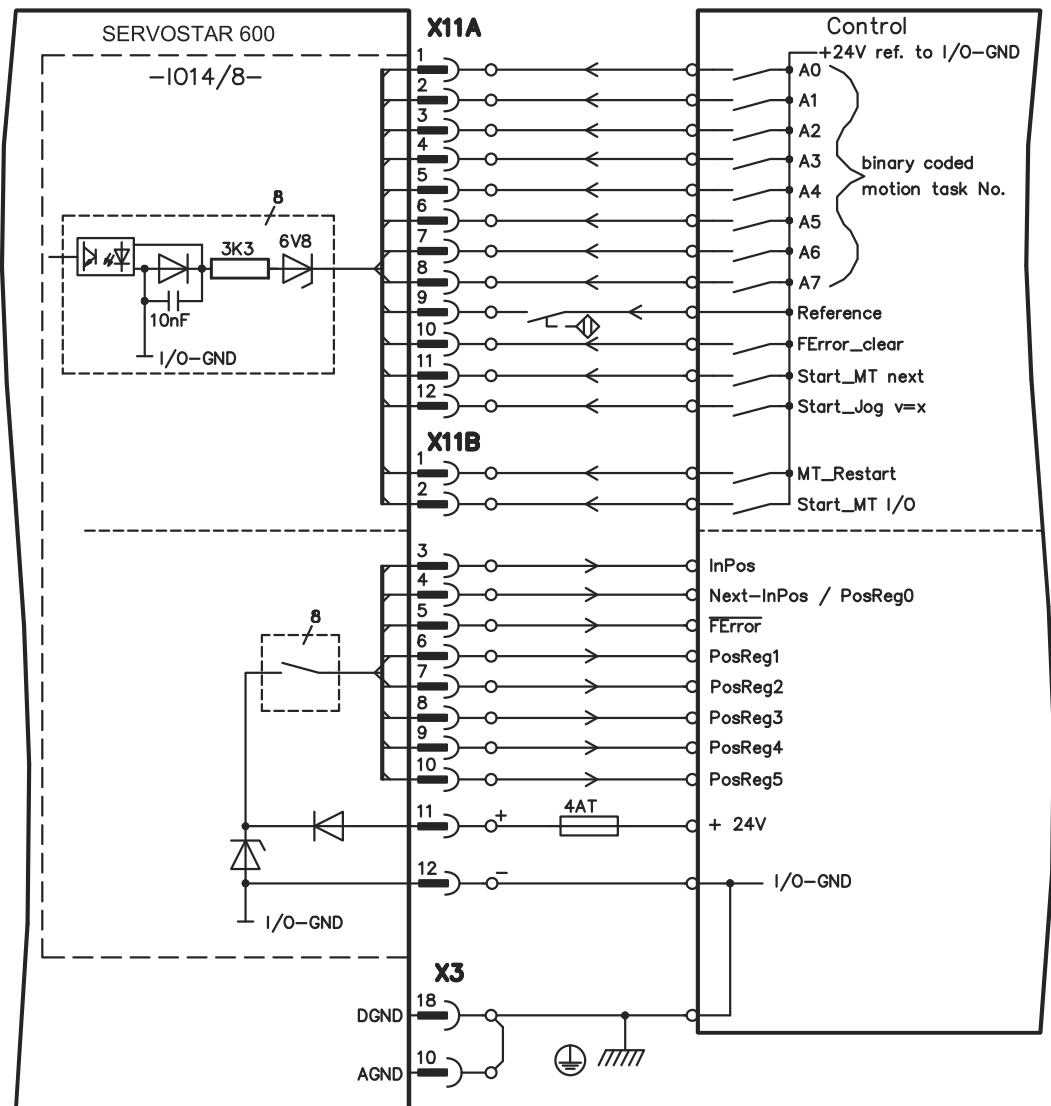 SERVOSTAR 600
-I014/8-
8
3K3
6V8
10nF
I/O-GND
8
I/O-GND
DGND
AGND
X11A
1
2
3
4
5
6
7
8
9
10
11
12
X11B
1
2
3
4
5
6
7
8
9
10
11
+
4AT
12
-
X3
18
10
Control
+24V ref. to I/O-GND
A0
A1
A2
A3
binary coded
motion task No.
A4
A5
A6
A7
Reference
FError_clear
Start_MT next
Start_Jog v=x
MT_Restart
Start_MT I/O
InPos
Next-InPos / PosReg0
FError
PosReg1
PosReg2
PosReg3
PosReg4
PosReg5
+ 24V
I/O-GND